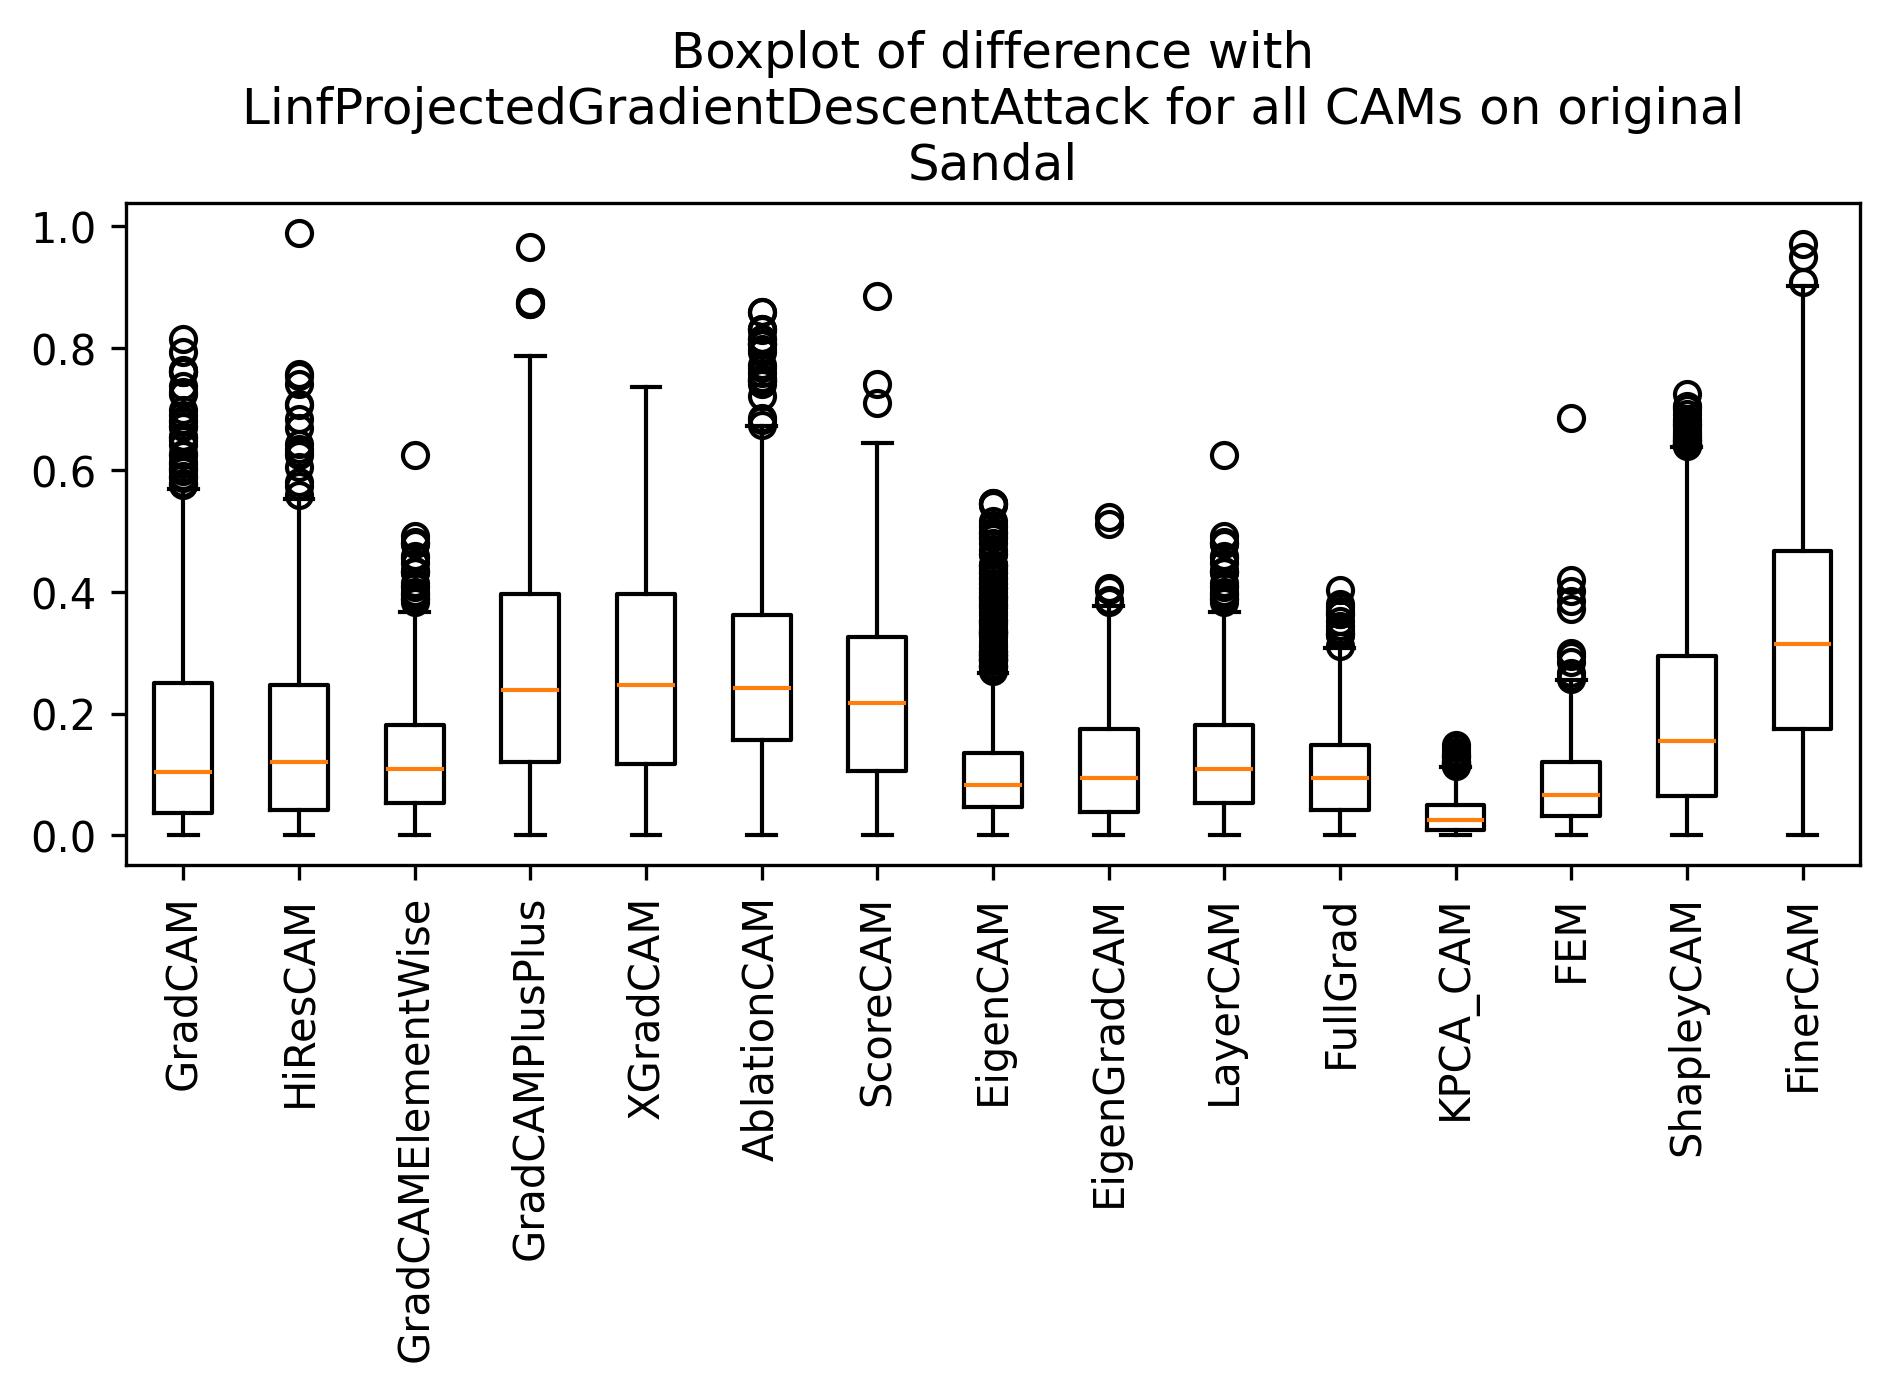 Boxplot of difference with
LinfProjectedGradientDescentAttack for all CAMs on original
Sandal
1.0
0.8
0.6
0.4
0.2
0.0
GradCAM
HiResCAM
GradCAMElementWise
GradCAMPlusPlus
XGradCAM
AblationCAM
ScoreCAM
EigenCAM
EigenGradCAM
LayerCAM
FullGrad
KPCA_CAM
FEM
ShapleyCAM
FinerCAM